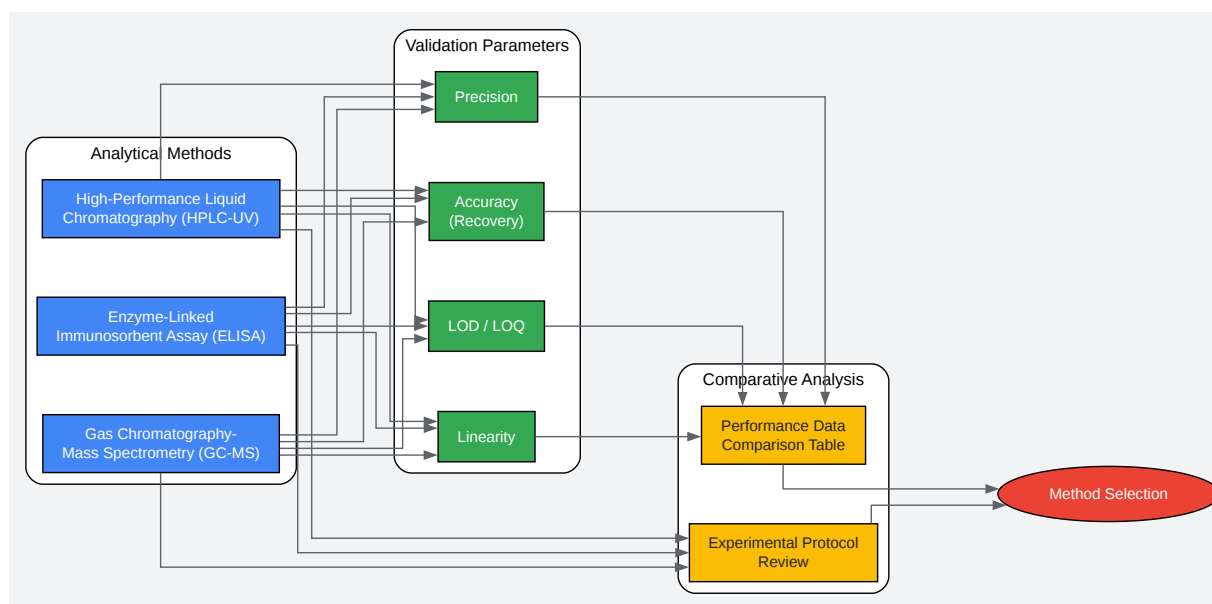 Validation Parameters
Precision
Analytical Methods
High-Performance Liquid
Chromatography (HPLC-UV)
Accuracy
(Recovery)
Enzyme-Linked
Immunosorbent Assay (ELISA)
LOD / LOQ
Comparative Analysis
Gas Chromatography-
Mass Spectrometry (GC-MS)
Linearity
Performance Data
Comparison Table
Method Selection
Experimental Protocol
Review